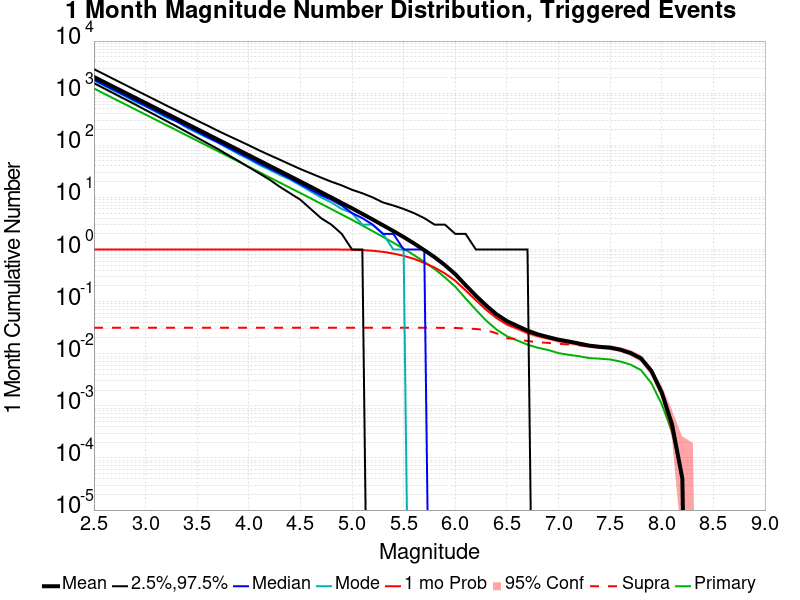 1 Month Magnitude Number Distribution, Triggered Events
1 Month Cumulative Number
10^4
10^3
10^2
10^1
10^0
10^-1
10^-2
10^-3
10^-4
10^-5
2.5 3.0 3.5 4.0 4.5 5.0 5.5 6.0 6.5 7.0 7.5 8.0 8.5 9.0
Magnitude
Mean 2.5%,97.5% Median Mode 1 mo Prob 95% Conf Supra Primary